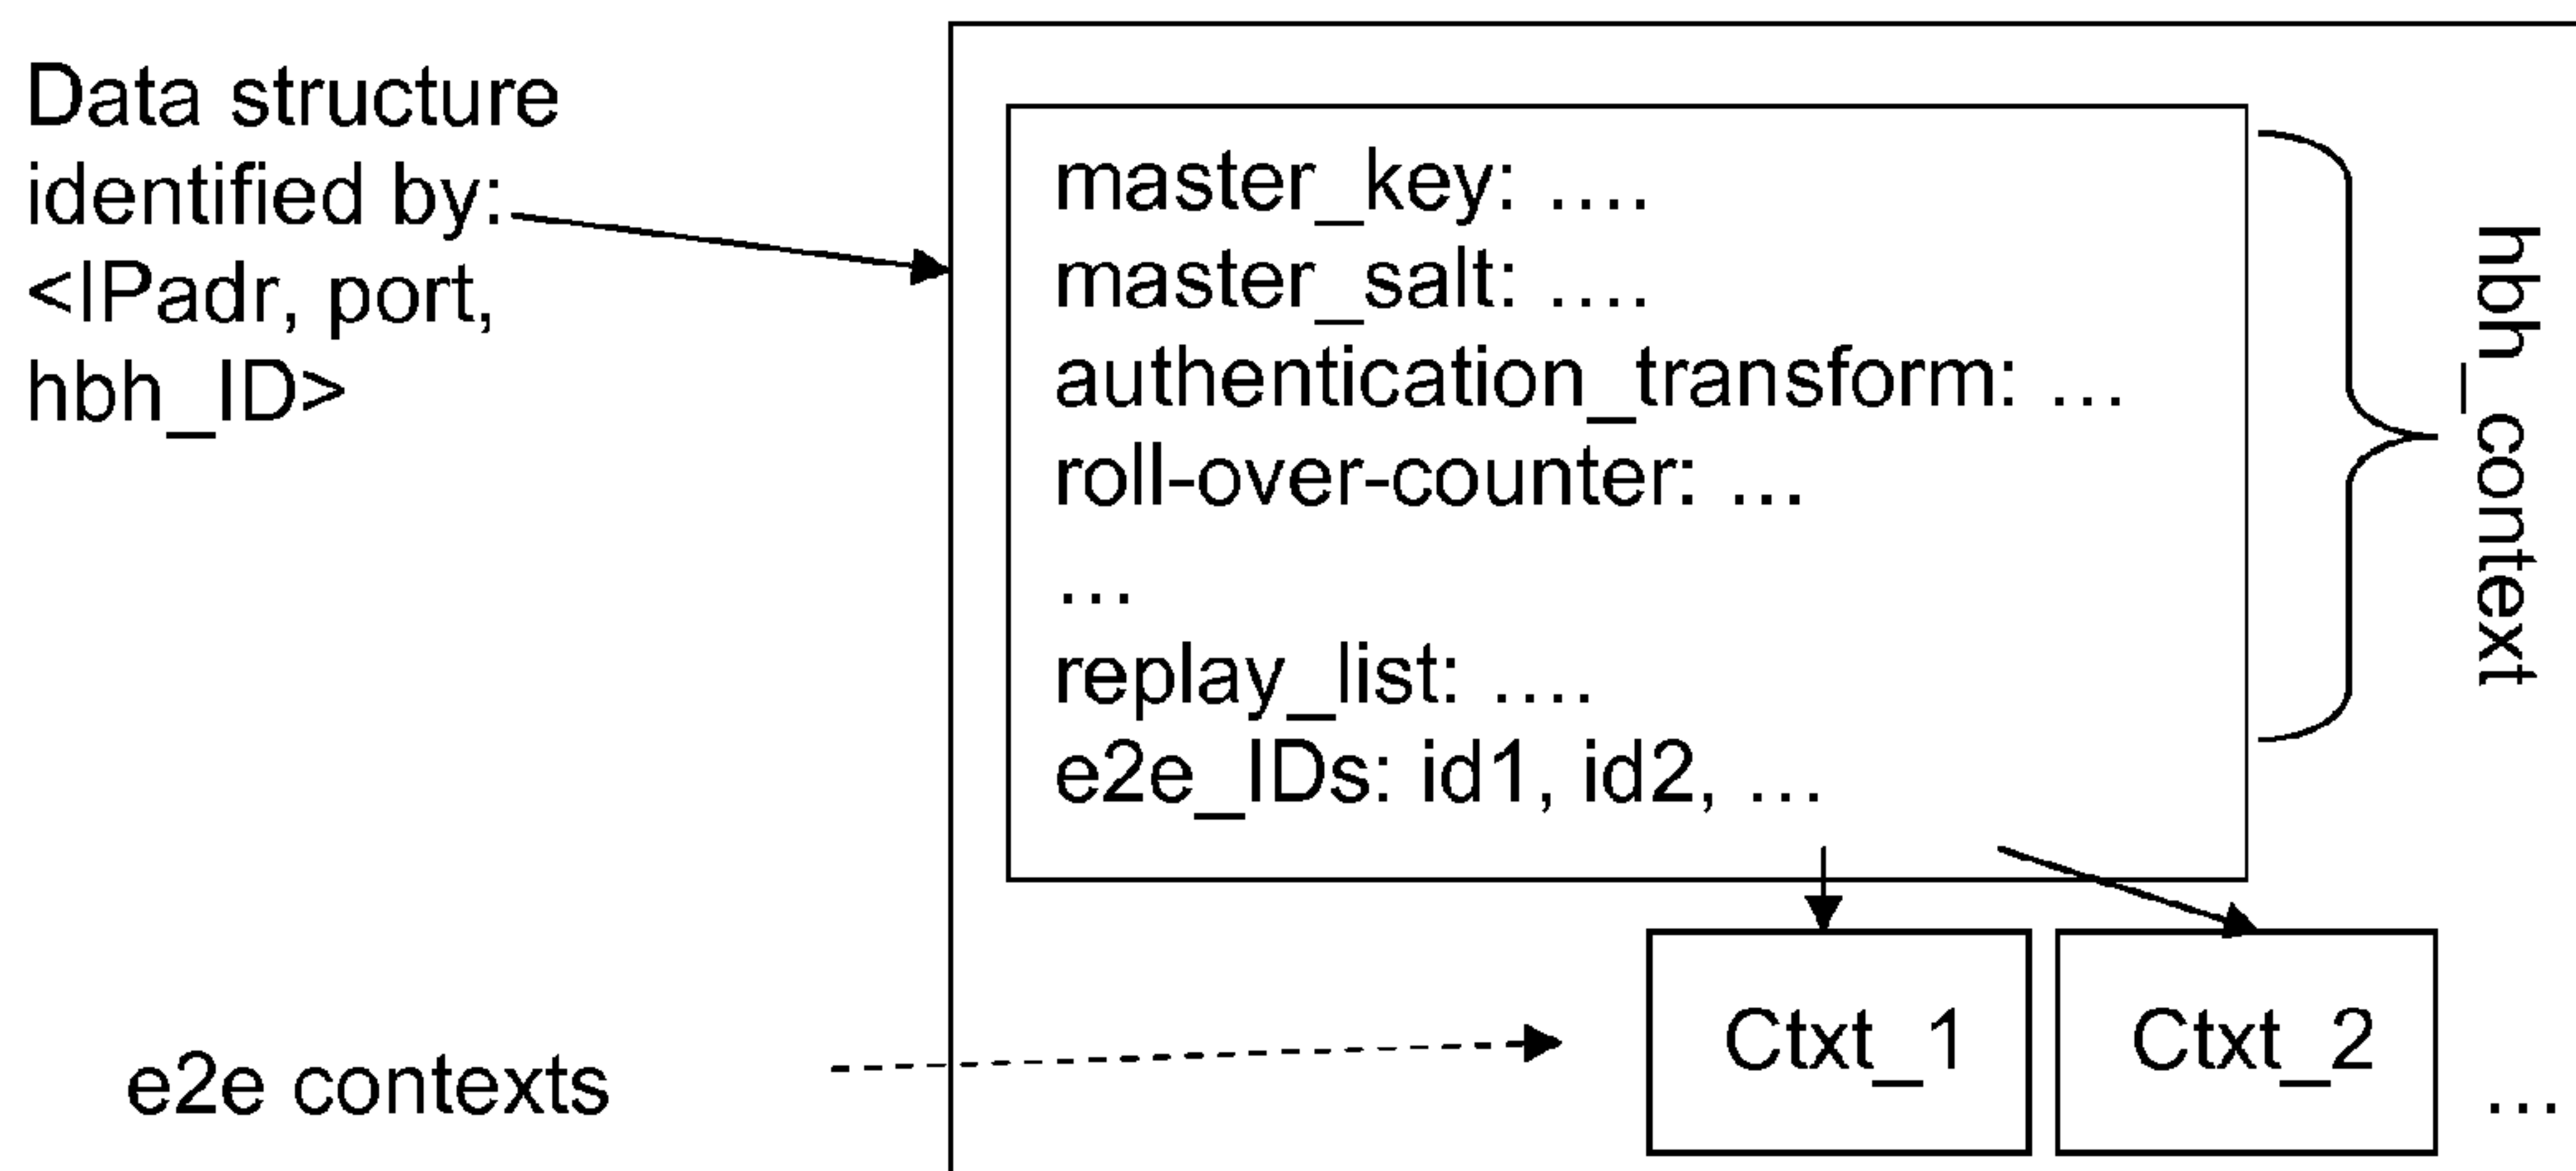 Data structure
identified by:
<IPadr, port,
hbh_ID>
master_key: ....
master_salt: ....
authentication_transform: ...
roll-over-counter: ...
...
replay_list: ....
e2e_IDs: id1, id2, ...
hbh_context
e2e contexts
Ctxt_1
Ctxt_2
...